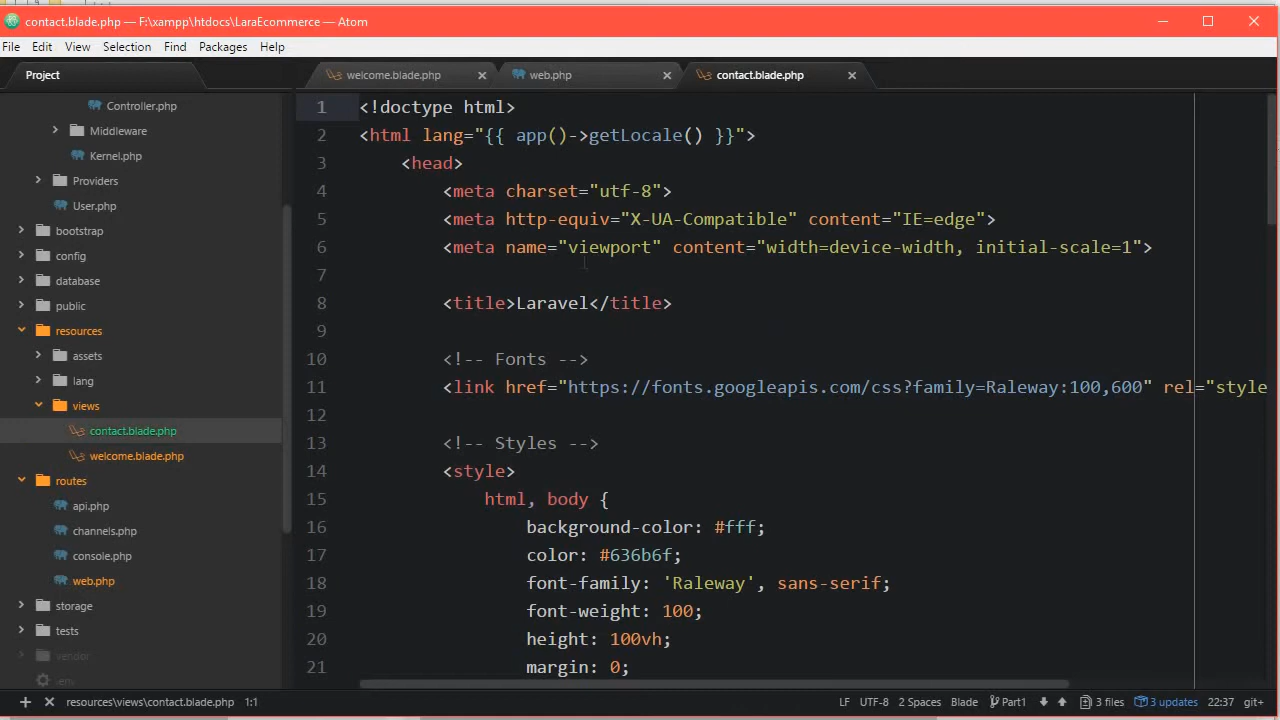 contact.blade.php — F:\xampp\htdocs\LaraEcommerce — Atom
File Edit View Selection Find Packages Help
Project
welcome.blade.php
web.php
contact.blade.php
Controller.php
Middleware
Kernel.php
Providers
User.php
bootstrap
config
database
public
resources
assets
lang
views
contact.blade.php
welcome.blade.php
routes
api.php
channels.php
console.php
web.php
storage
tests
vendor
.env
1 <!doctype html>
2 <html lang="{{ app()->getLocale() }}">
3 <head>
4 <meta charset="utf-8">
5 <meta http-equiv="X-UA-Compatible" content="IE=edge">
6 <meta name="viewport" content="width=device-width, initial-scale=1">
7
8 <title>Laravel</title>
9
10 <!-- Fonts -->
11 <link href="https://fonts.googleapis.com/css?family=Raleway:100,600" rel="style
12
13 <!-- Styles -->
14 <style>
15 html, body {
16 background-color: #fff;
17 color: #636b6f;
18 font-family: 'Raleway', sans-serif;
19 font-weight: 100;
20 height: 100vh;
21 margin: 0;
resources\views\contact.blade.php 1:1 LF UTF-8 2 Spaces Blade Part1 3 files 3 updates 22:37 git+